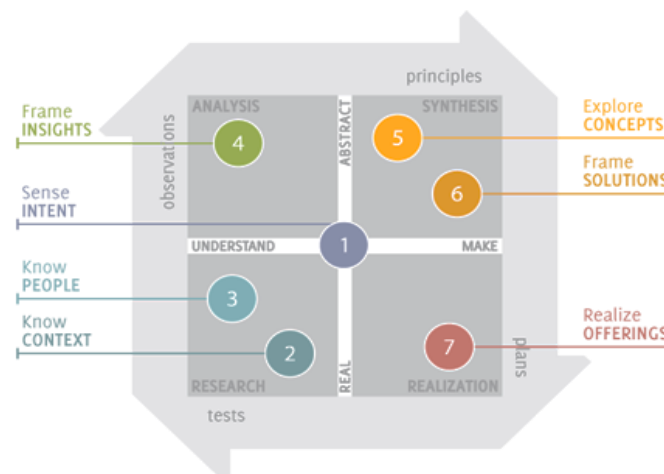 principles
ANALYSIS
SYNTHESIS
Frame
INSIGHTS
4
5
Explore
CONCEPTS
observations
ABSTRACT
6
Frame
SOLUTIONS
Sense
INTENT
UNDERSTAND
1
MAKE
Know
PEOPLE
3
Know
CONTEXT
2
7
Realize
OFFERINGS
plans
REAL
RESEARCH
REALIZATION
tests